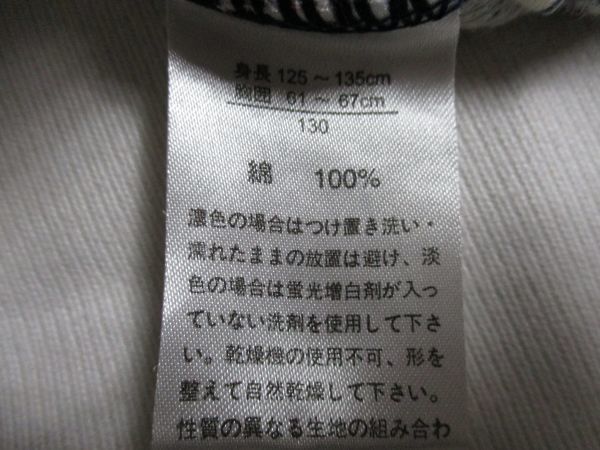 身長 125～135cm
胸囲 61～67cm
130
綿 100%
濃色の場合はつけ置き洗い・
濡れたままの放置は避け、淡
色の場合は蛍光増白剤が入っ
ていない洗剤を使用して下さ
い。乾燥機の使用不可、形を
整えて自然乾燥して下さい。
性質の異なる生地の組み合わ